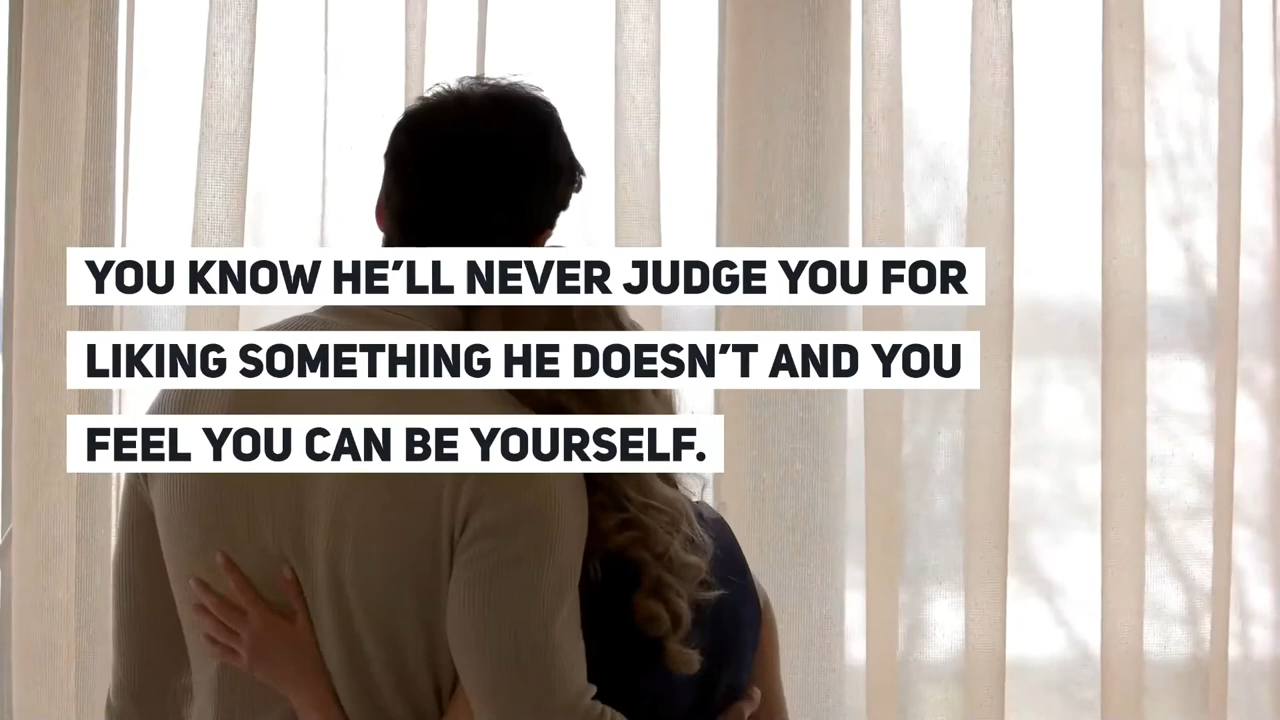 YOU KNOW HE’LL NEVER JUDGE YOU FOR
LIKING SOMETHING HE DOESN’T AND YOU
FEEL YOU CAN BE YOURSELF.